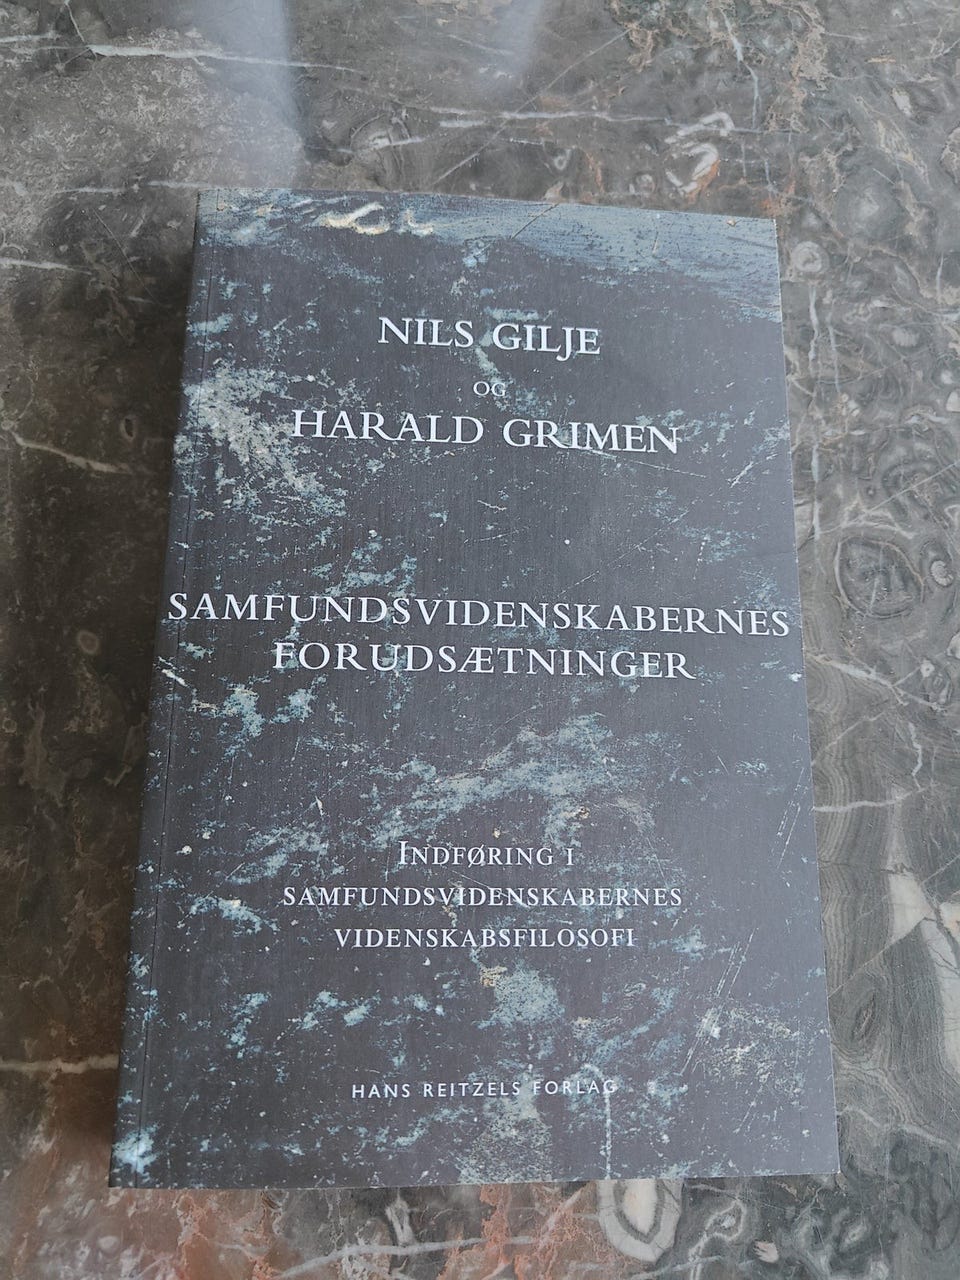 NILS GILJE
OG
HARALD GRIMEN
SAMFUNDSVIDENSKABERNES
FORUDSÆTNINGER
INDFØRING I
SAMFUNDSVIDENSKABERNES
VIDENSKABSFILOSOFI
HANS REITZELS FORLAG